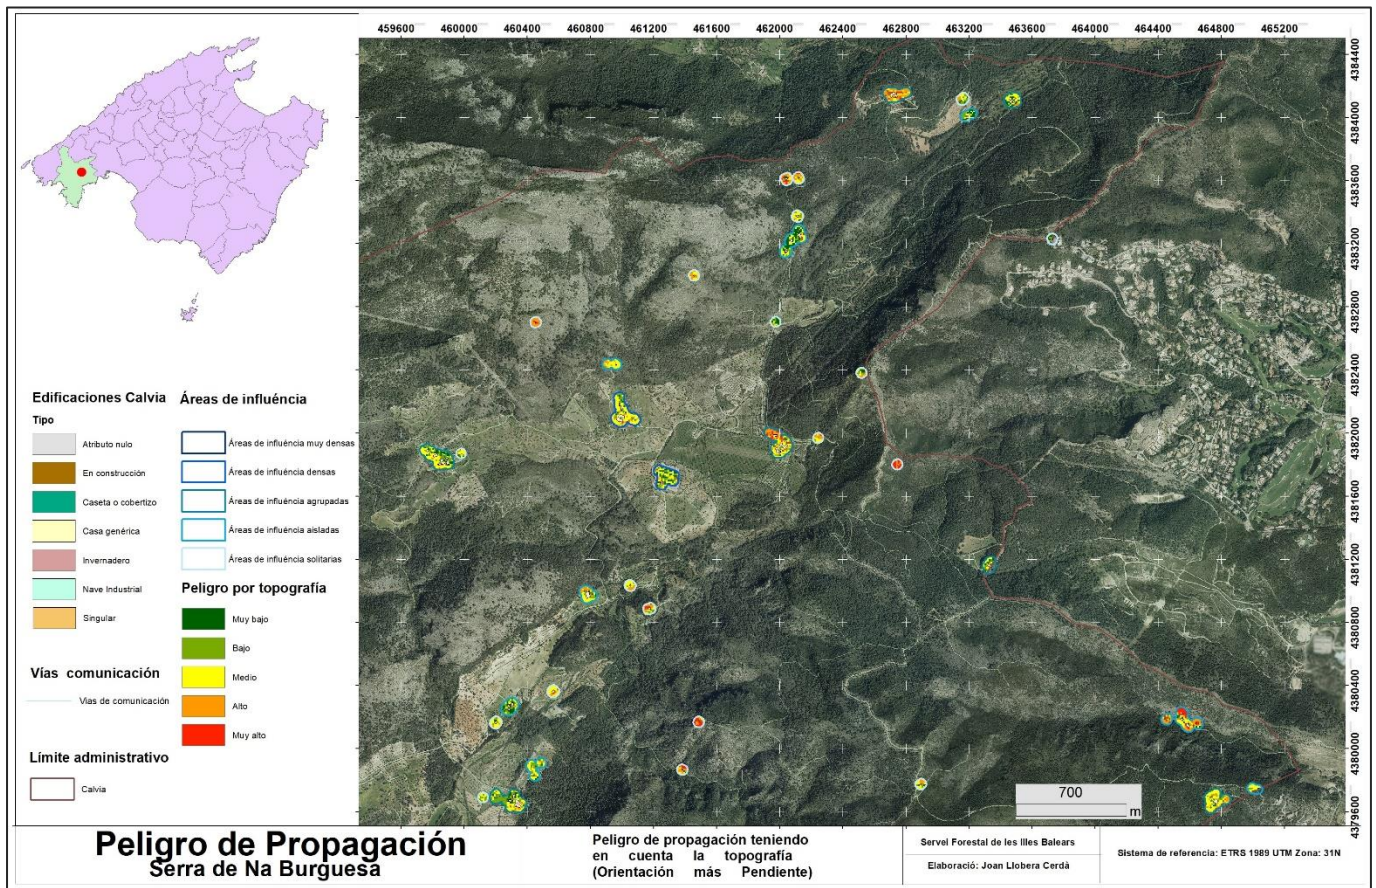 459600 460000 460400 460800 461200 461600 462000 462400 462800 463200 463600 464000 464400 464800 465200
4384400
4384000
4383600
4383200
4382800
4382400
4382000
4381600
4381200
4380800
4380400
4380000
4379600
Edificaciones Calvia
Tipo
Atributo nulo
En construcción
Caseta o cobertizo
Casa genérica
Invernadero
Nave Industrial
Singular
Vías comunicación
Vias de comunicación
Límite administrativo
Calvia
Áreas de influéncia
Áreas de influéncia muy densas
Áreas de influéncia densas
Áreas de influéncia agrupadas
Áreas de influéncia aisladas
Áreas de influéncia solitarias
Peligro por topografía
Muy bajo
Bajo
Medio
Alto
Muy alto
700
m
Peligro de Propagación
Serra de Na Burguesa
Peligro de propagación teniendo
en cuenta la topografía
(Orientación más Pendiente)
Servei Forestal de les Illes Balears
Elaboració: Joan Llobera Cerdà
Sistema de referencia: ETRS 1989 UTM Zona: 31N